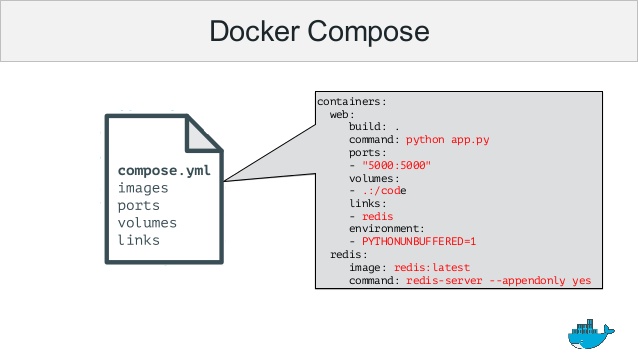 Docker Compose
compose.yml
images
ports
volumes
links
containers:
  web:
    build: .
    command: python app.py
    ports:
    - "5000:5000"
    volumes:
    - .:/code
    links:
    - redis
    environment:
    - PYTHONUNBUFFERED=1
  redis:
    image: redis:latest
    command: redis-server --appendonly yes